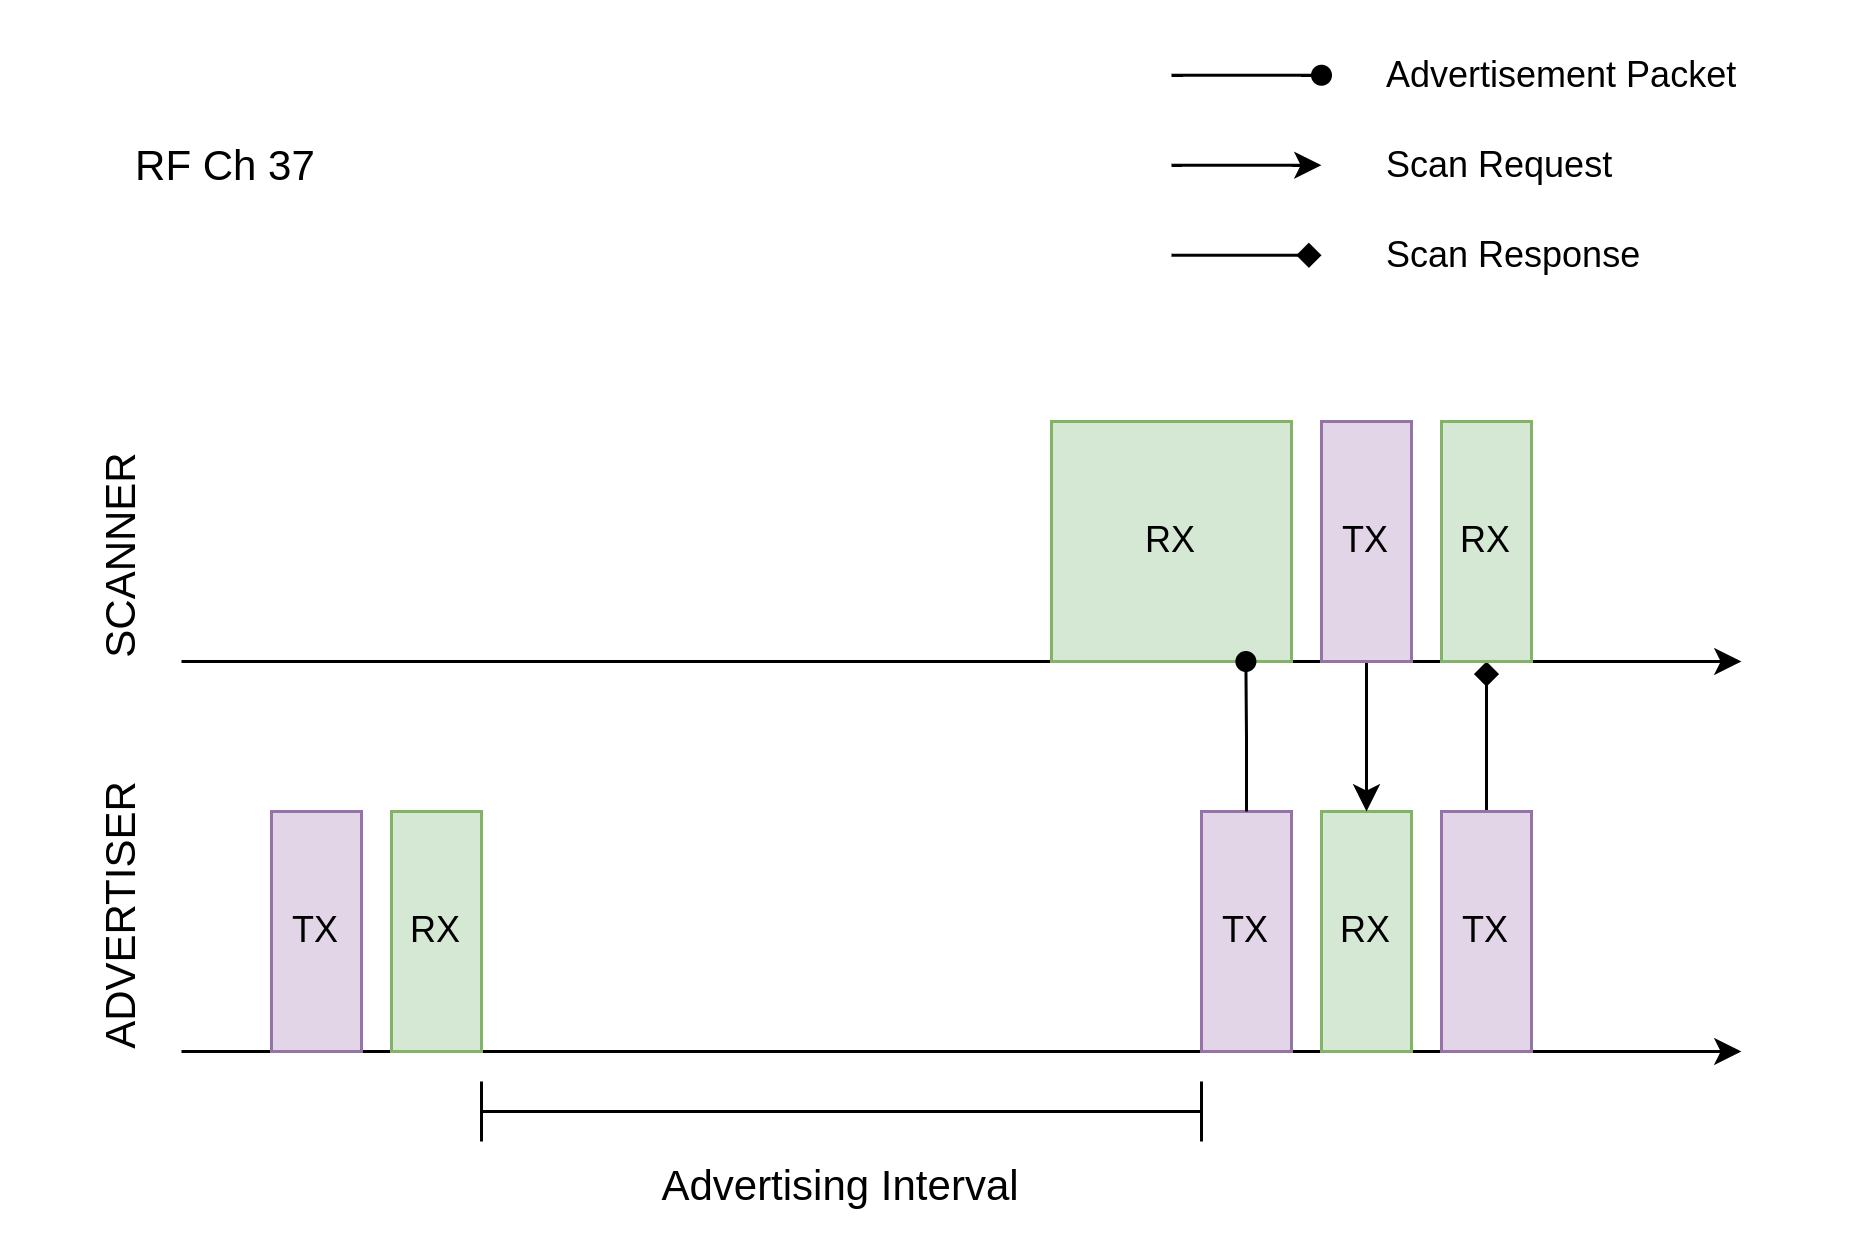 Advertisement Packet
RF Ch 37
Scan Request
Scan Response
SCANNER
RX
TX
RX
ADVERTISER
TX
RX
TX
RX
TX
Advertising Interval